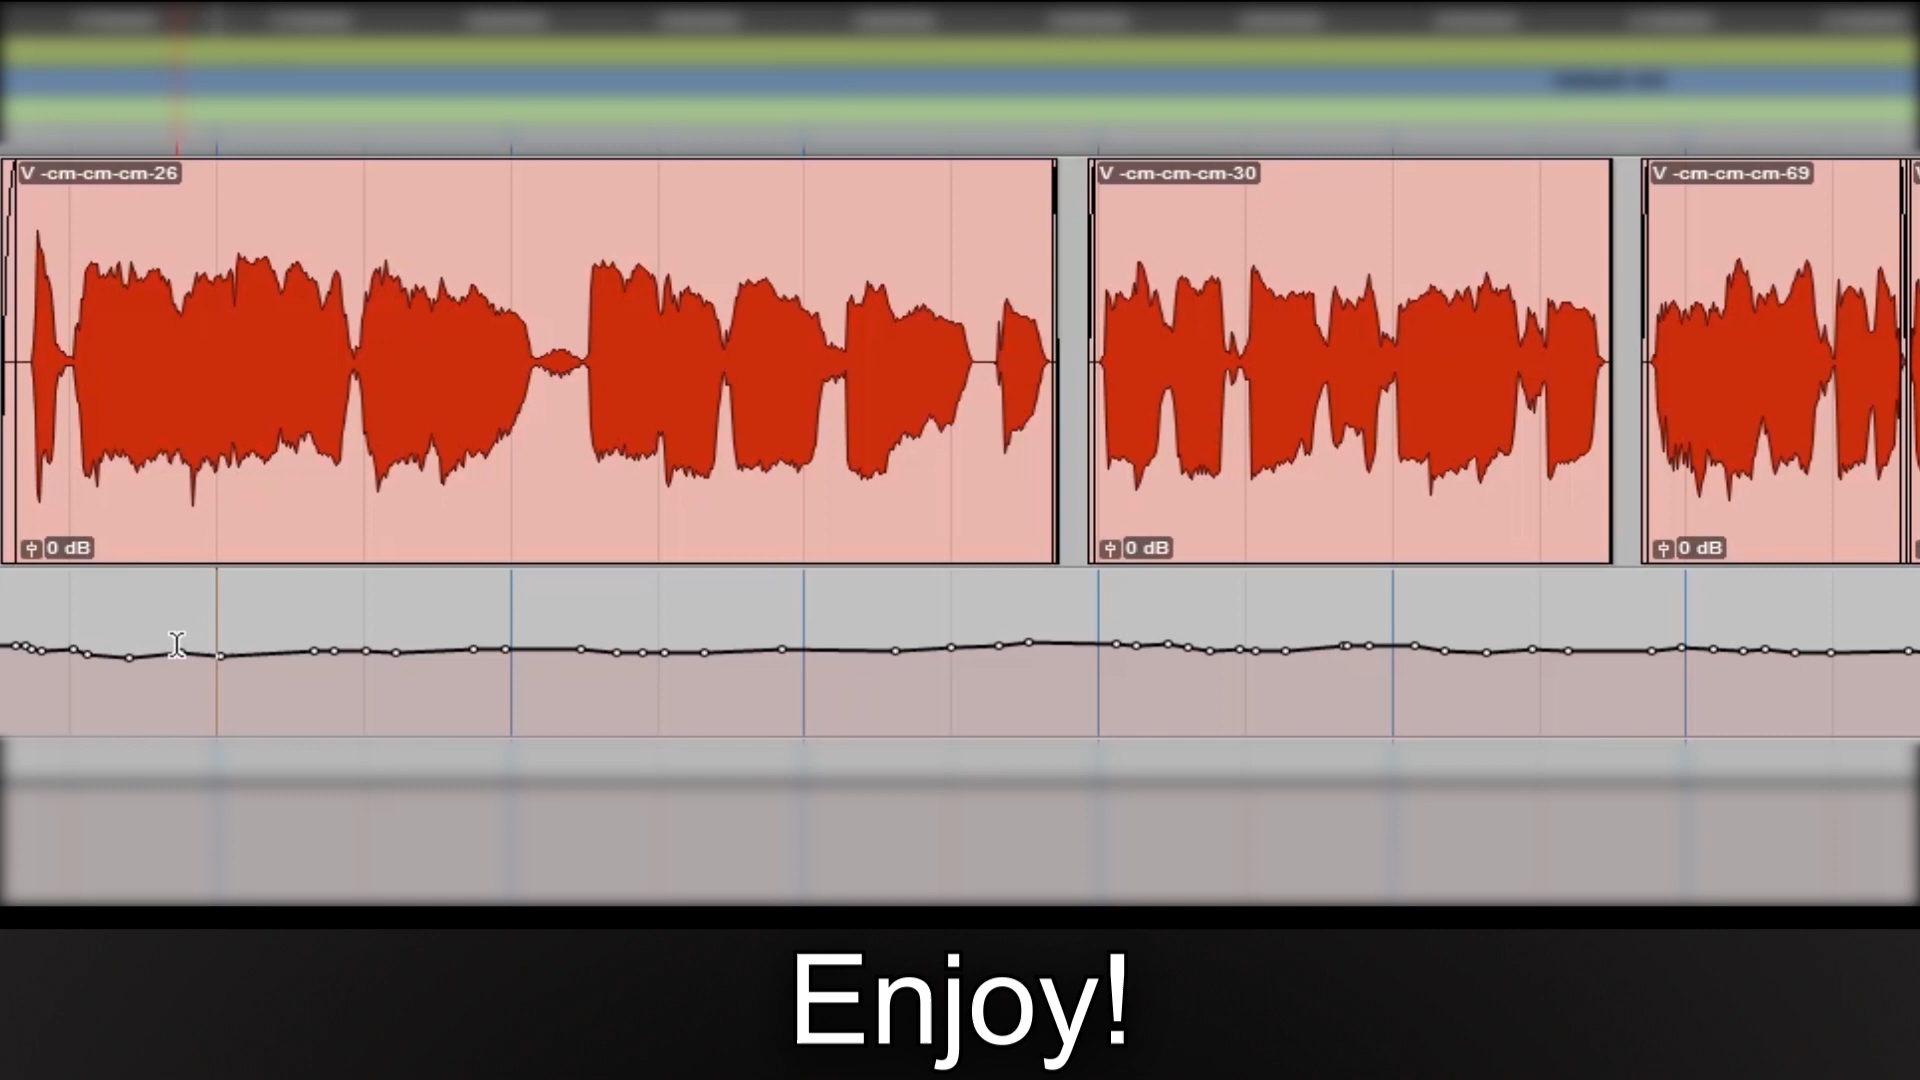 V -cm-cm-cm-26
V -cm-cm-cm-30
V -cm-cm-cm-69
0 dB
0 dB
0 dB
Enjoy!